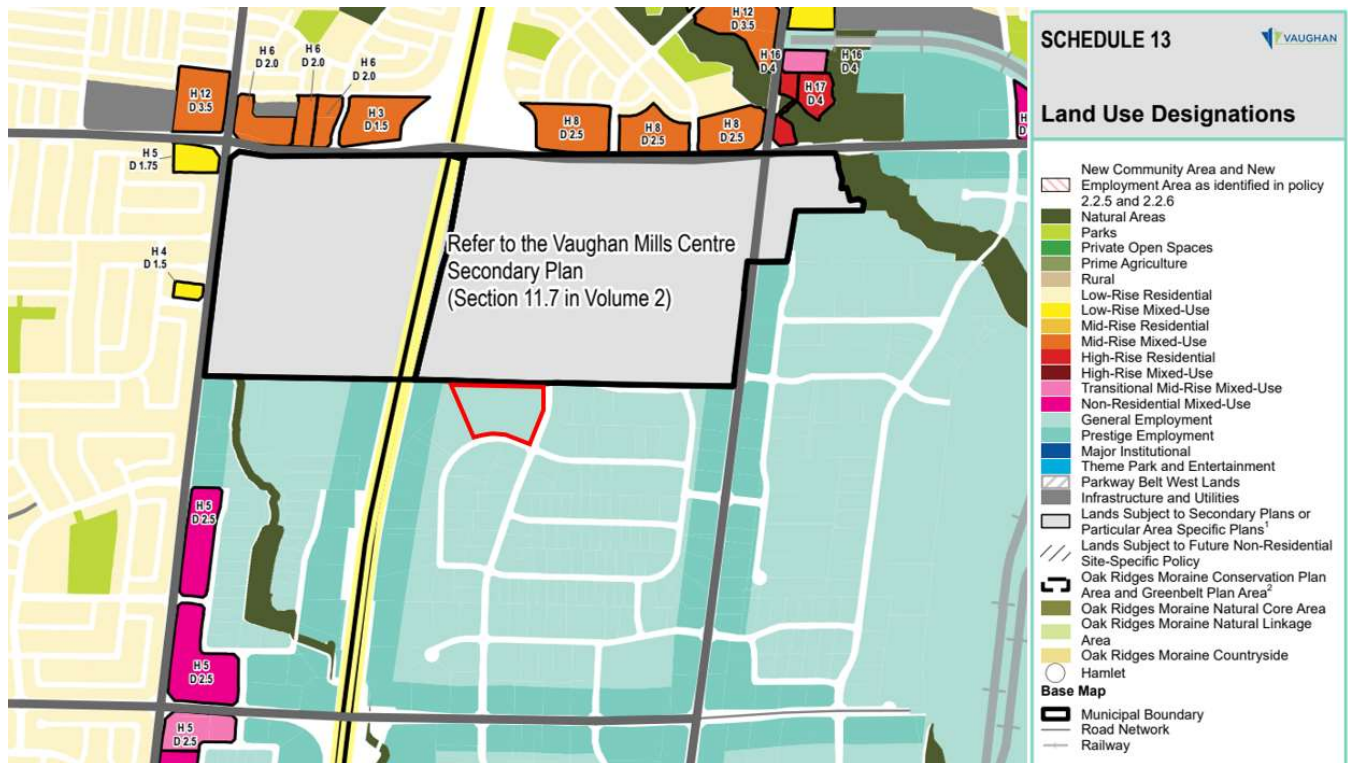 H 12
D 3.5
H 6
D 2.0
H 6
D 2.0
H 6
D 2.0
H 12
D 3.5
H 3
D 1.5
H 8
D 2.5
H 8
D 2.5
H 8
D 2.5
H 16
D 4
H 16
D 4
H 17
D 4
H 5
D 1.75
H 4
D 1.5
Refer to the Vaughan Mills Centre
Secondary Plan
(Section 11.7 in Volume 2)
H 5
D 2.5
H 5
D 2.5
H 5
D 2.5
SCHEDULE 13
VAUGHAN
Land Use Designations
New Community Area and New
Employment Area as identified in policy
2.2.5 and 2.2.6
Natural Areas
Parks
Private Open Spaces
Prime Agriculture
Rural
Low-Rise Residential
Low-Rise Mixed-Use
Mid-Rise Residential
Mid-Rise Mixed-Use
High-Rise Residential
High-Rise Mixed-Use
Transitional Mid-Rise Mixed-Use
Non-Residential Mixed-Use
General Employment
Prestige Employment
Major Institutional
Theme Park and Entertainment
Parkway Belt West Lands
Infrastructure and Utilities
Lands Subject to Secondary Plans or
Particular Area Specific Plans¹
Lands Subject to Future Non-Residential
Site-Specific Policy
Oak Ridges Moraine Conservation Plan
Area and Greenbelt Plan Area²
Oak Ridges Moraine Natural Core Area
Oak Ridges Moraine Natural Linkage
Area
Oak Ridges Moraine Countryside
Hamlet
Base Map
Municipal Boundary
Road Network
Railway